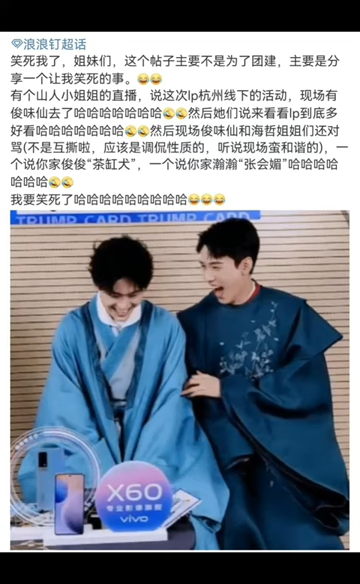 浪浪钉超话
笑死我了,姐妹们,这个帖子主要不是为了团建,主要是分
享一个让我笑死的事。😂😂
有个山人小姐姐的直播,说这次lp杭州线下的活动,现场有
俊味仙去了哈哈哈哈哈哈哈哈🤣🤣然后她们说来看看lp到底多
好看哈哈哈哈哈哈哈🤣🤣然后现场俊味仙和海哲姐姐们还对
骂(不是互撕啦,应该是调侃性质的,听说现场蛮和谐的),一
个说你家俊俊“茶缸犬”,一个说你家瀚瀚“张会媚”哈哈哈哈
哈哈哈哈🤣🤣
我要笑死了哈哈哈哈哈哈哈哈哈😂😂😂
TRUMP CARD TRUMP CARD
X60
专业影像旗舰
vivo